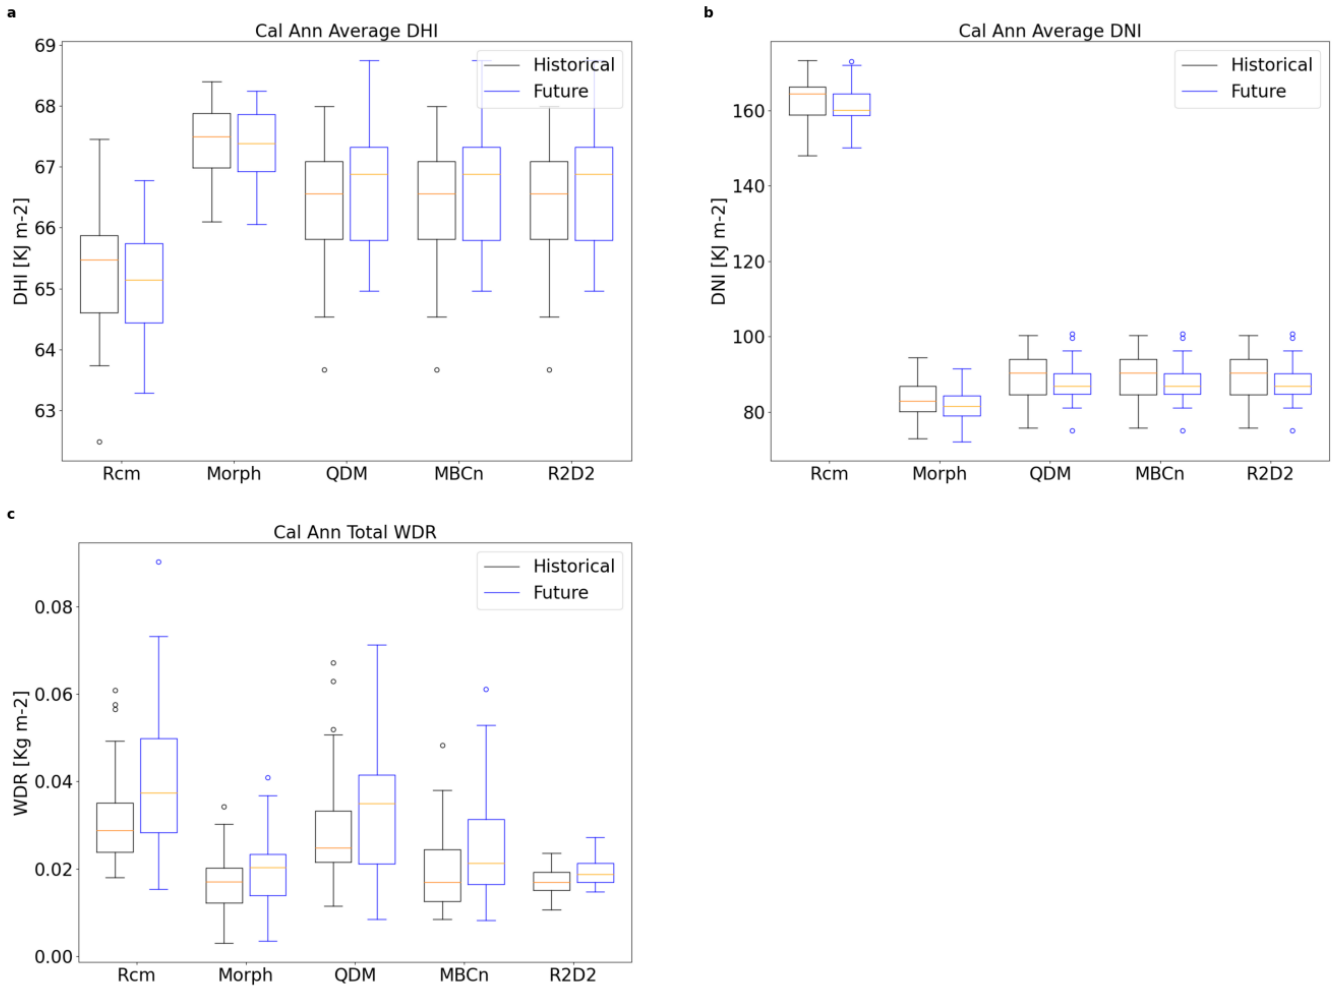 a
Cal Ann Average DHI
Historical
Future
DHI [KJ m-2]
69
68
67
66
65
64
63
Rcm Morph QDM MBCn R2D2
b
Cal Ann Average DNI
Historical
Future
DNI [KJ m-2]
160
140
120
100
80
Rcm Morph QDM MBCn R2D2
c
Cal Ann Total WDR
Historical
Future
WDR [Kg m-2]
0.08
0.06
0.04
0.02
0.00
Rcm Morph QDM MBCn R2D2